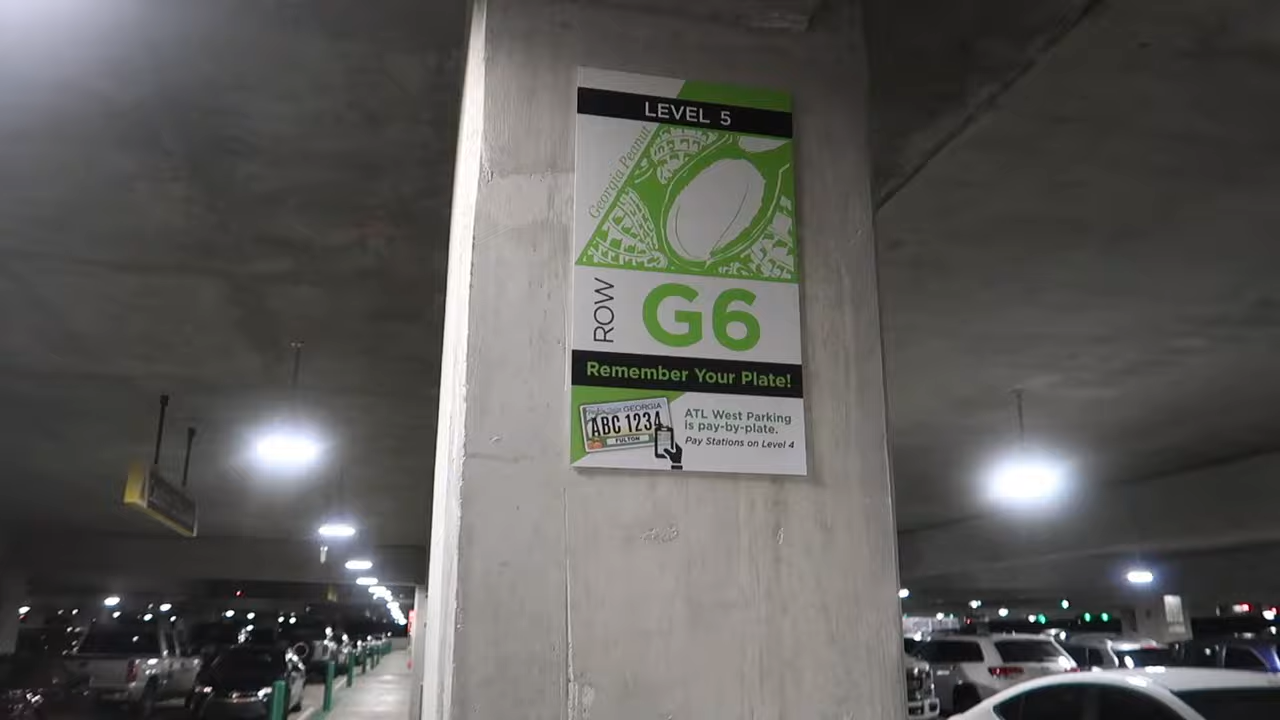 LEVEL 5
Georgia Peanut
ROW
G6
Remember Your Plate!
GEORGIA
ABC 1234
FULTON
ATL West Parking
is pay-by-plate.
Pay Stations on Level 4